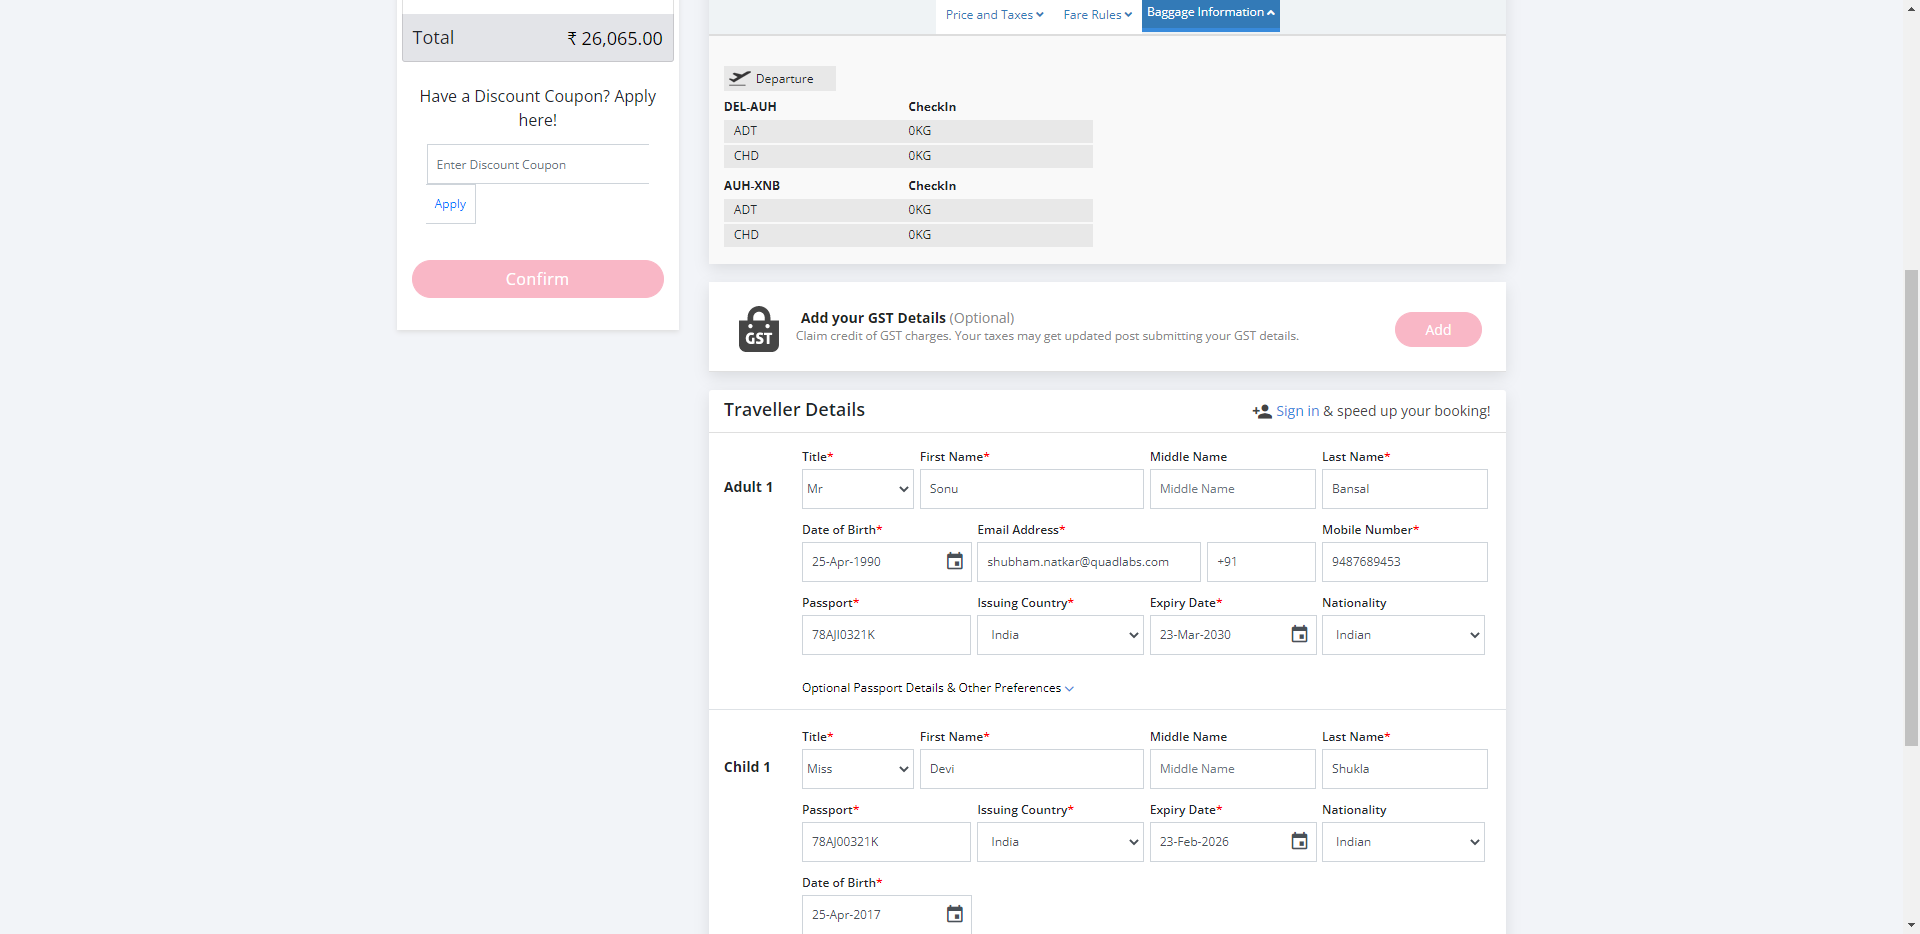 Total ₹ 26,065.00
Have a Discount Coupon? Apply
here!
Enter Discount Coupon
Apply
Confirm
Price and Taxes Fare Rules Baggage Information
Departure
DEL-AUH CheckIn
ADT 0KG
CHD 0KG
AUH-XNB CheckIn
ADT 0KG
CHD 0KG
GST
Add your GST Details (Optional)
Claim credit of GST charges. Your taxes may get updated post submitting your GST details.
Add
Traveller Details
Sign in & speed up your booking!
Title* First Name* Middle Name Last Name*
Adult 1 Mr Sonu Middle Name Bansal
Date of Birth* Email Address* Mobile Number*
25-Apr-1990 shubham.natkar@quadlabs.com +91 9487689453
Passport* Issuing Country* Expiry Date* Nationality
78AJI0321K India 23-Mar-2030 Indian
Optional Passport Details & Other Preferences
Title* First Name* Middle Name Last Name*
Child 1 Miss Devi Middle Name Shukla
Passport* Issuing Country* Expiry Date* Nationality
78AJ00321K India 23-Feb-2026 Indian
Date of Birth*
25-Apr-2017